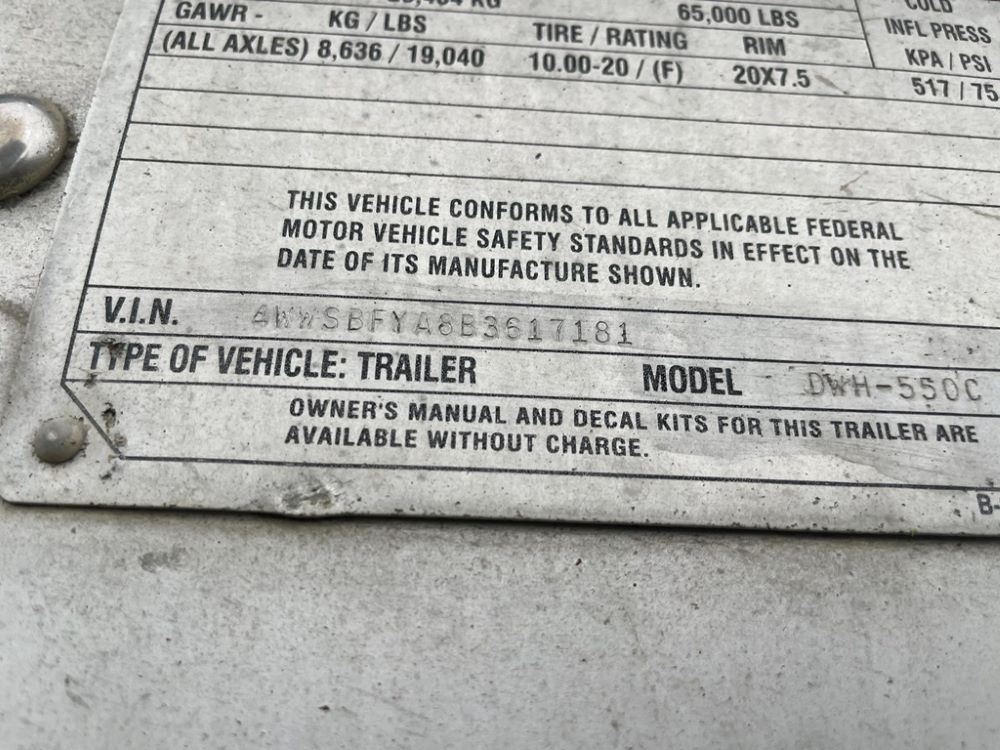 65,000 LBS
COLD
GAWR - KG / LBS TIRE / RATING RIM INFL PRESS
(ALL AXLES) 8,636 / 19,040 10.00-20 / (F) 20X7.5 KPA / PSI
517 / 75
THIS VEHICLE CONFORMS TO ALL APPLICABLE FEDERAL
MOTOR VEHICLE SAFETY STANDARDS IN EFFECT ON THE
DATE OF ITS MANUFACTURE SHOWN.
V.I.N. 4WWSBFYA8B3617181
TYPE OF VEHICLE: TRAILER MODEL DWH-550C
OWNER'S MANUAL AND DECAL KITS FOR THIS TRAILER ARE
AVAILABLE WITHOUT CHARGE.
B-